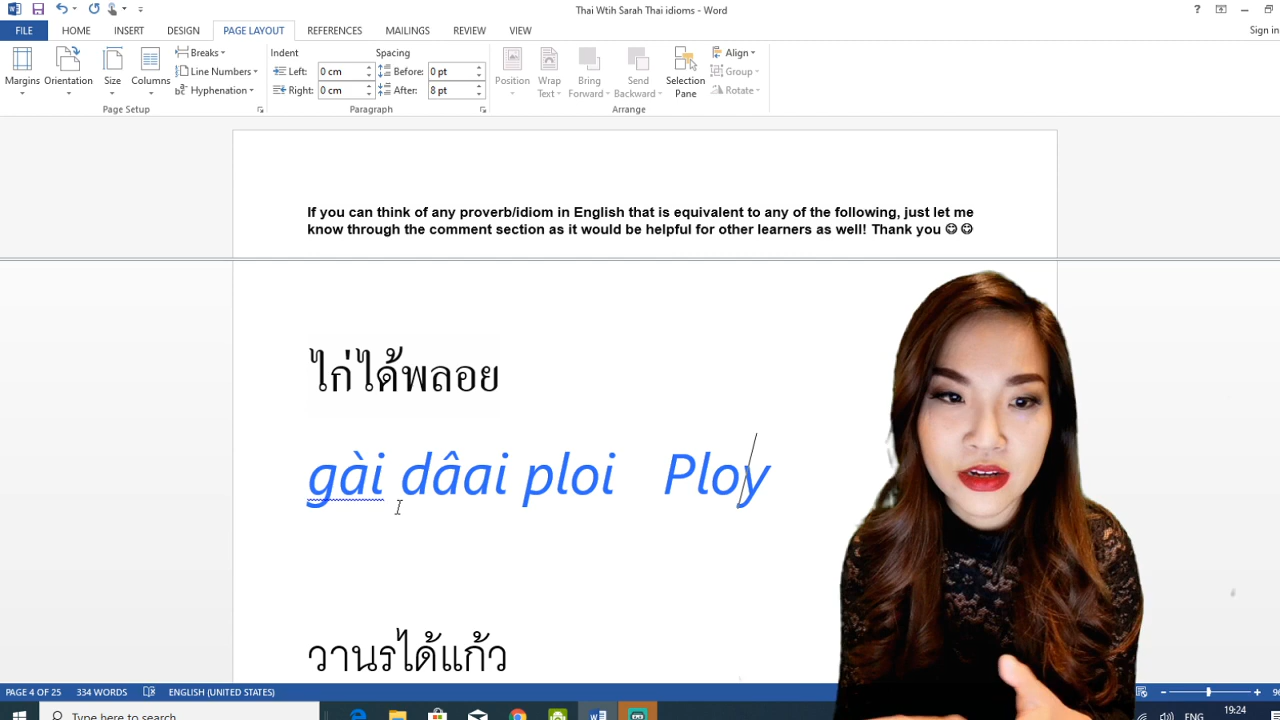 Thai Wtih Sarah Thai idioms - Word
FILE HOME INSERT DESIGN PAGE LAYOUT REFERENCES MAILINGS REVIEW VIEW Sign in
Margins Orientation Size Columns
Breaks
Line Numbers
Hyphenation
Page Setup
Indent Spacing
Left: 0 cm Before: 0 pt
Right: 0 cm After: 8 pt
Paragraph
Position Wrap Text Bring Forward Send Backward Selection Pane
Align
Group
Rotate
Arrange
If you can think of any proverb/idiom in English that is equivalent to any of the following, just let me
know through the comment section as it would be helpful for other learners as well! Thank you 😊😊
ไก่ได้พลอย
gài dâai ploi Ploy
วานรได้แก้ว
PAGE 4 OF 25 334 WORDS ENGLISH (UNITED STATES)
Type here to search
ENG 19:24